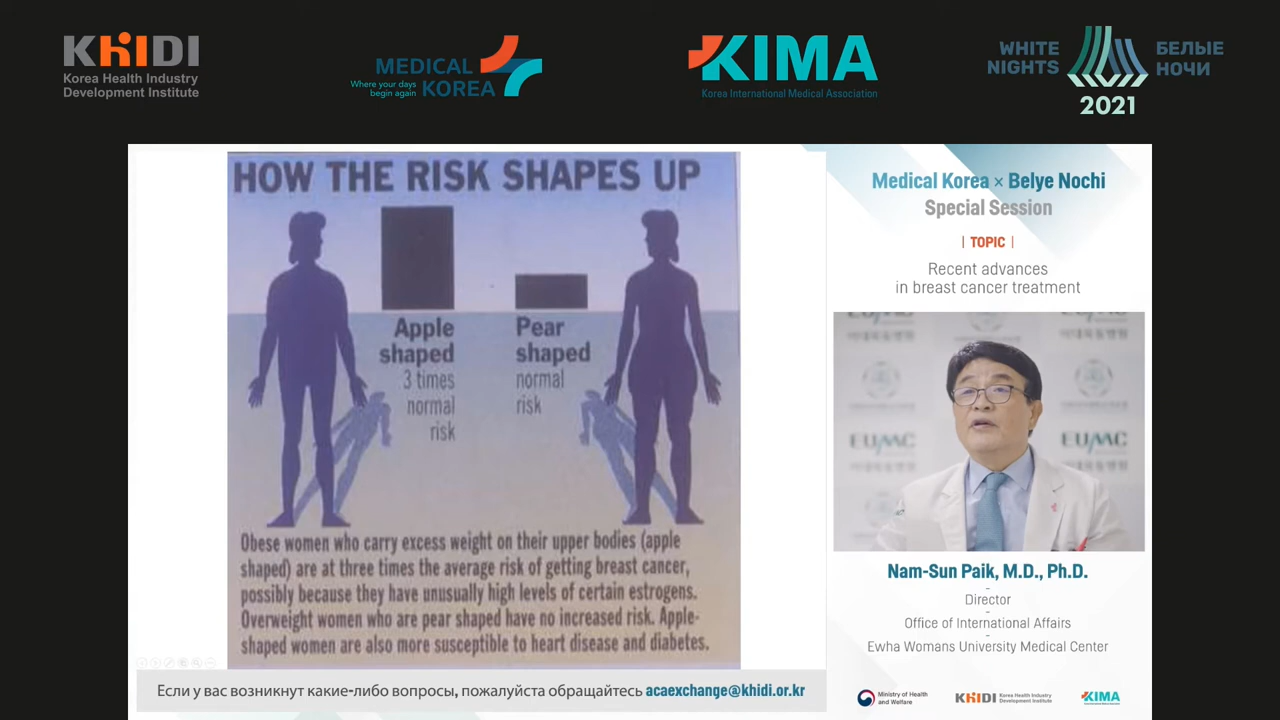 KHIDI
Korea Health Industry
Development Institute
MEDICAL
KOREA
Where your days
begin again
KIMA
Korea International Medical Association
WHITE
NIGHTS
БЕЛЫЕ
НОЧИ
2021
HOW THE RISK SHAPES UP
Apple
shaped
3 times
normal
risk
Pear
shaped
normal
risk
Obese women who carry excess weight on their upper bodies (apple
shaped) are at three times the average risk of getting breast cancer,
possibly because they have unusually high levels of certain estrogens.
Overweight women who are pear shaped have no increased risk. Apple-
shaped women are also more susceptible to heart disease and diabetes.
Если у вас возникнут какие-либо вопросы, пожалуйста обращайтесь acaexchange@khidi.or.kr
Medical Korea × Belye Nochi
Special Session
| TOPIC |
Recent advances
in breast cancer treatment
EUMC
EUMC
Nam-Sun Paik, M.D., Ph.D.
Director
Office of International Affairs
Ewha Womans University Medical Center
Ministry of Health
and Welfare
KHIDI
Korea Health Industry
Development Institute
KIMA